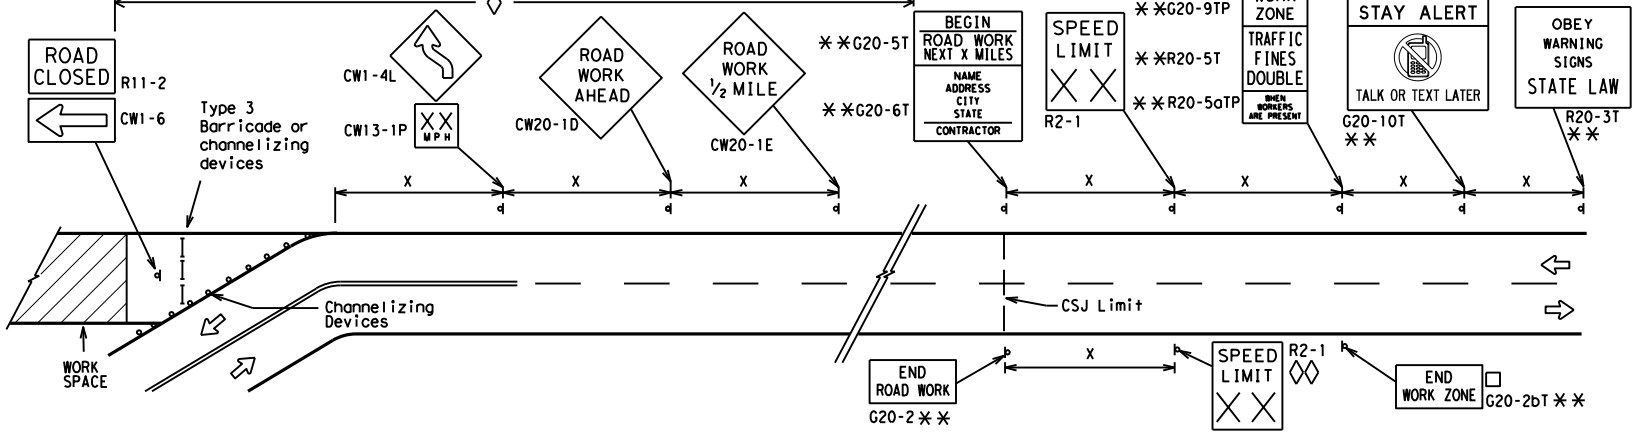 ROAD
CLOSED
R11-2
CW1-6
Type 3
Barricade or
channelizing
devices
CW1-4L
XX
MPH
CW13-1P
ROAD
WORK
AHEAD
CW20-1D
ROAD
WORK
1/2 MILE
CW20-1E
**G20-5T
**G20-6T
BEGIN
ROAD WORK
NEXT X MILES
NAME
ADDRESS
CITY
STATE
CONTRACTOR
SPEED
LIMIT
X X
R2-1
**G20-9TP
**R20-5T
**R20-5aTP
ZONE
TRAFFIC
FINES
DOUBLE
WHEN
WORKERS
ARE PRESENT
STAY ALERT
TALK OR TEXT LATER
G20-10T
**
OBEY
WARNING
SIGNS
STATE LAW
R20-3T
**
X
X
X
X
X
X
X
Channelizing
Devices
CSJ Limit
WORK
SPACE
END
ROAD WORK
G20-2 **
X
SPEED
LIMIT
X X
R2-1
END
WORK ZONE
G20-2bT **